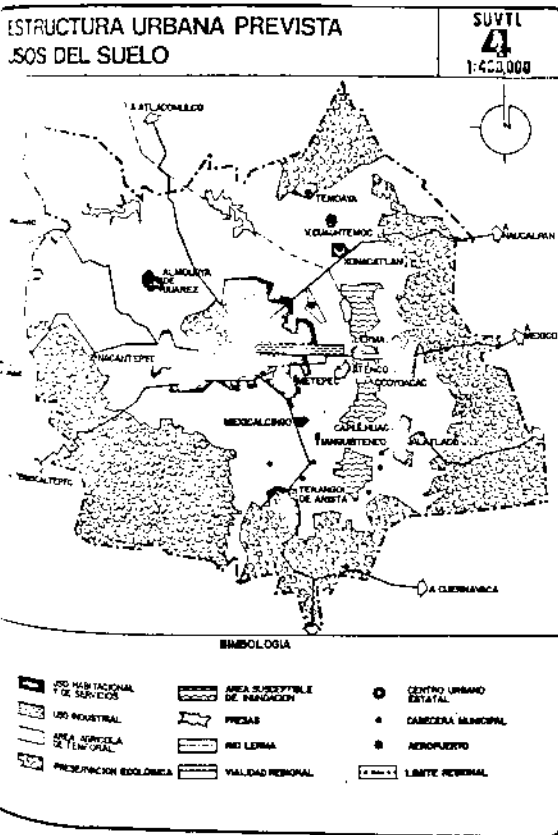 ESTRUCTURA URBANA PREVISTA
USOS DEL SUELO
SUVTL
4
1:400,000
A ATLACOMULCO
TEMOAYA
V.CUAUHTEMOC
A
NAUCALPAN
XONACATLAN
ALMOLOYA
DE
JUAREZ
LERMA
A
MEXICO
ZINACANTEPEC
METEPEC
ATENCO
OCOYOACAC
MEXICALCINGO
CAPULHUAC
TIANGUISTENCO
JALATLACO
TEMASCALTEPEC
TENANGO
DE ARISTA
A CUERNAVACA
SIMBOLOGIA
USO HABITACIONAL
Y DE SERVICIOS
USO INDUSTRIAL
AREA AGRICOLA
DE TEMPORAL
PRESERVACION ECOLOGICA
AREA SUSCEPTIBLE
DE INUNDACION
PRESAS
RIO LERMA
VIALIDAD REGIONAL
CENTRO URBANO
ESTATAL
CABECERA MUNICIPAL
AEROPUERTO
LIMITE REGIONAL